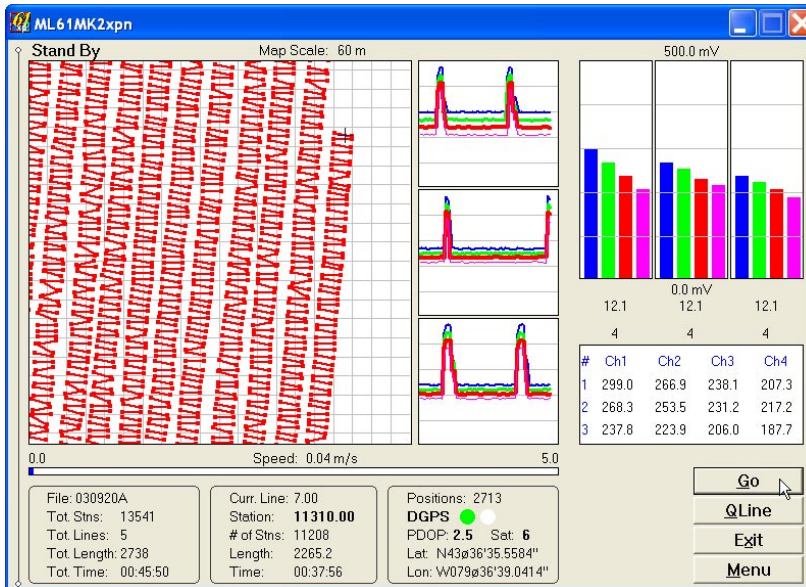 ML61MK2xpn
Stand By Map Scale: 60 m 500.0 mV
0.0 mV
12.1 12.1 12.1
4 4 4
# Ch1 Ch2 Ch3 Ch4
1 299.0 266.9 238.1 207.3
2 268.3 253.5 231.2 217.2
3 237.8 223.9 206.0 187.7
0.0 Speed: 0.04 m/s 5.0
File: 030920A
Tot. Stns: 13541
Tot. Lines: 5
Tot. Length: 2738
Tot. Time: 00:45:50
Curr. Line: 7.00
Station: 11310.00
# of Stns: 11208
Length: 2265.2
Time: 00:37:56
Positions: 2713
DGPS
PDOP: 2.5 Sat: 6
Lat: N43ø36'35.5584"
Lon: W079ø36'39.0414"
Go
QLine
Exit
Menu